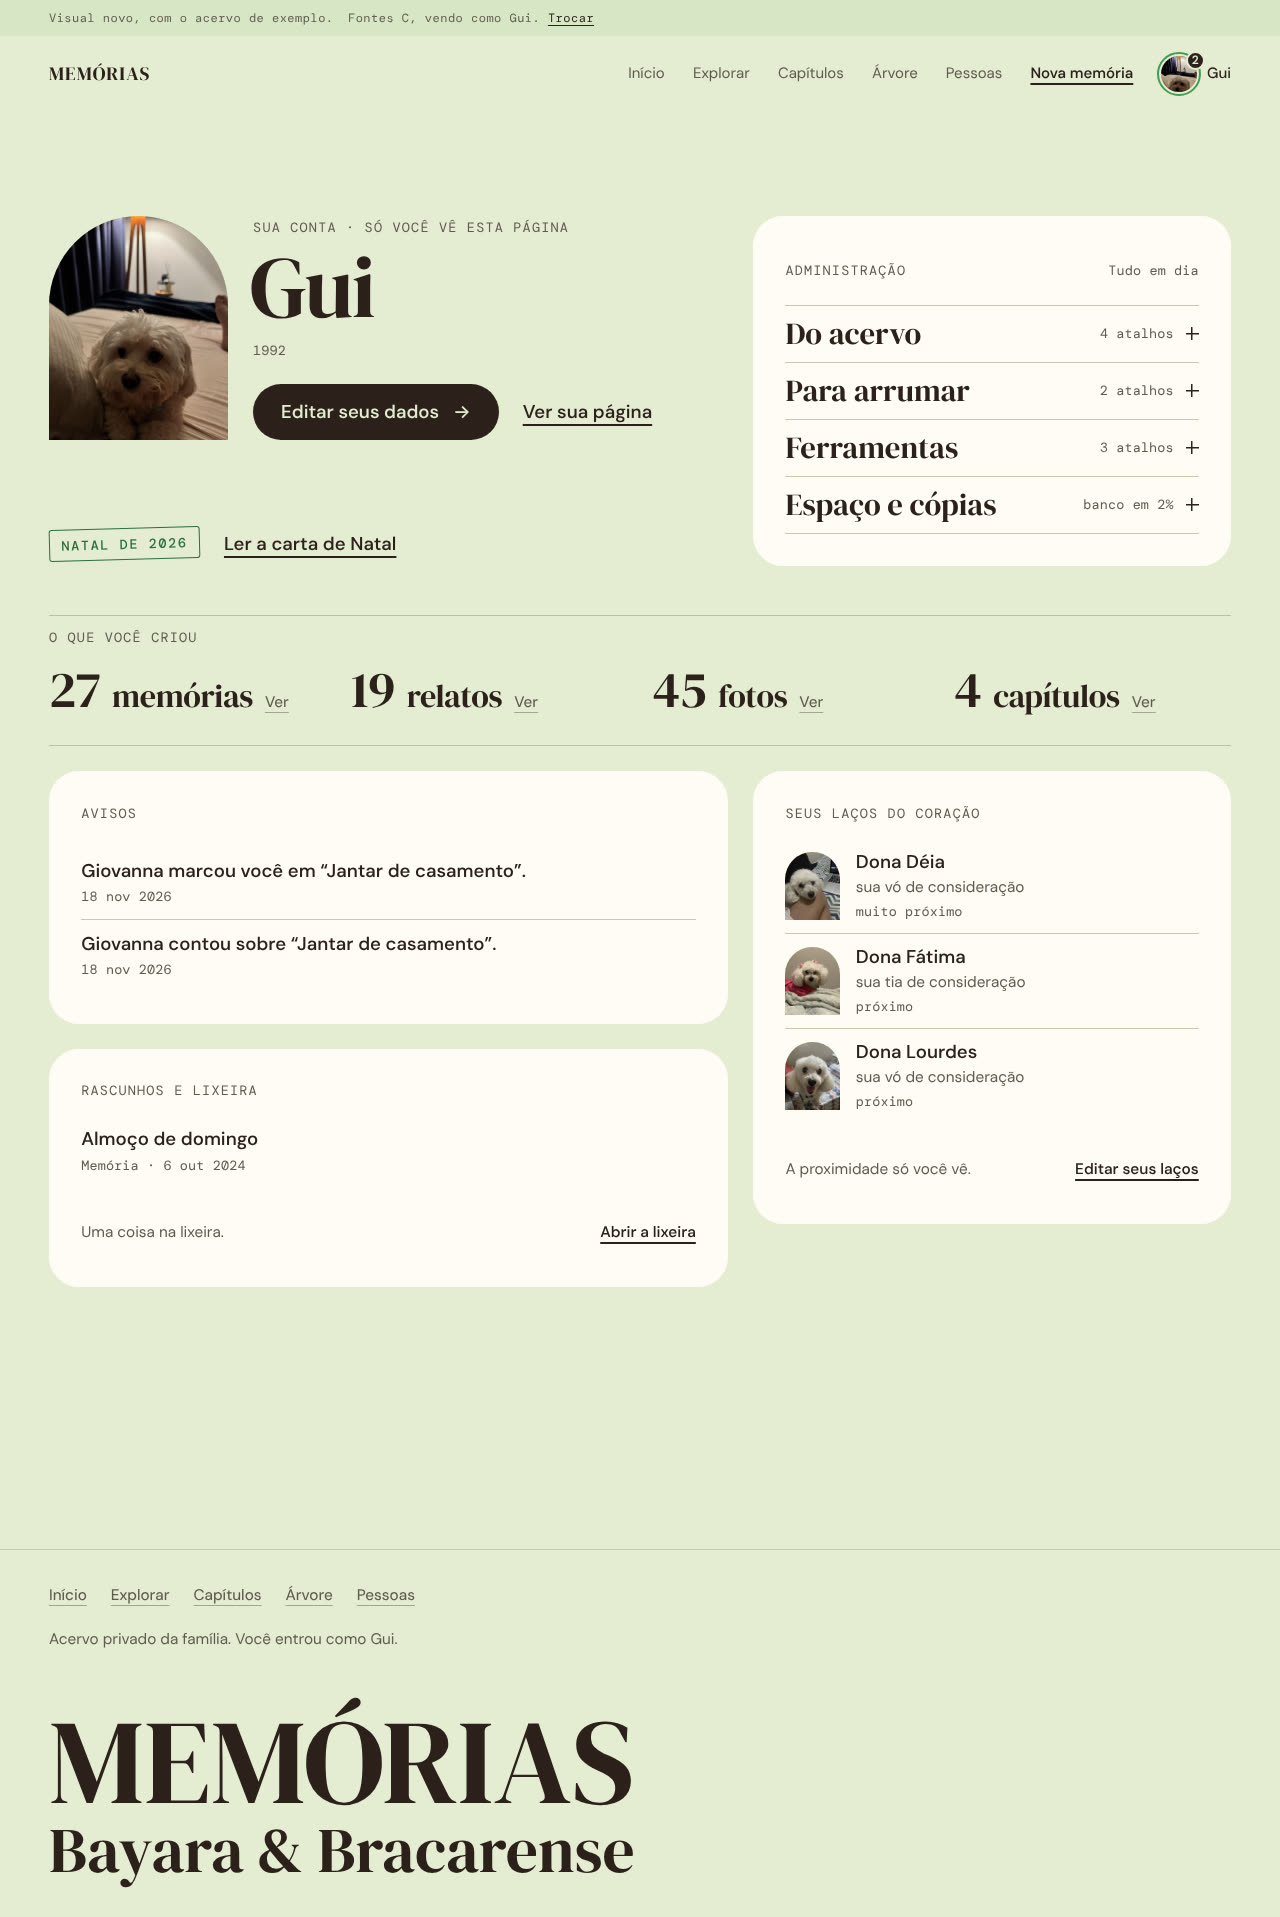 Visual novo, com o acervo de exemplo. Fontes C, vendo como Gui. Trocar
MEMÓRIAS
Início Explorar Capítulos Árvore Pessoas Nova memória 2 Gui
SUA CONTA · SÓ VOCÊ VÊ ESTA PÁGINA
Gui
1992
Editar seus dados → Ver sua página
NATAL DE 2026 Ler a carta de Natal
ADMINISTRAÇÃO Tudo em dia
Do acervo 4 atalhos +
Para arrumar 2 atalhos +
Ferramentas 3 atalhos +
Espaço e cópias banco em 2% +
O QUE VOCÊ CRIOU
27 memórias Ver 19 relatos Ver 45 fotos Ver 4 capítulos Ver
AVISOS
Giovanna marcou você em “Jantar de casamento”.
18 nov 2026
Giovanna contou sobre “Jantar de casamento”.
18 nov 2026
RASCUNHOS E LIXEIRA
Almoço de domingo
Memória · 6 out 2024
Uma coisa na lixeira. Abrir a lixeira
SEUS LAÇOS DO CORAÇÃO
Dona Déia
sua vó de consideração
muito próximo
Dona Fátima
sua tia de consideração
próximo
Dona Lourdes
sua vó de consideração
próximo
A proximidade só você vê. Editar seus laços
Início Explorar Capítulos Árvore Pessoas
Acervo privado da família. Você entrou como Gui.
MEMÓRIAS
Bayara & Bracarense